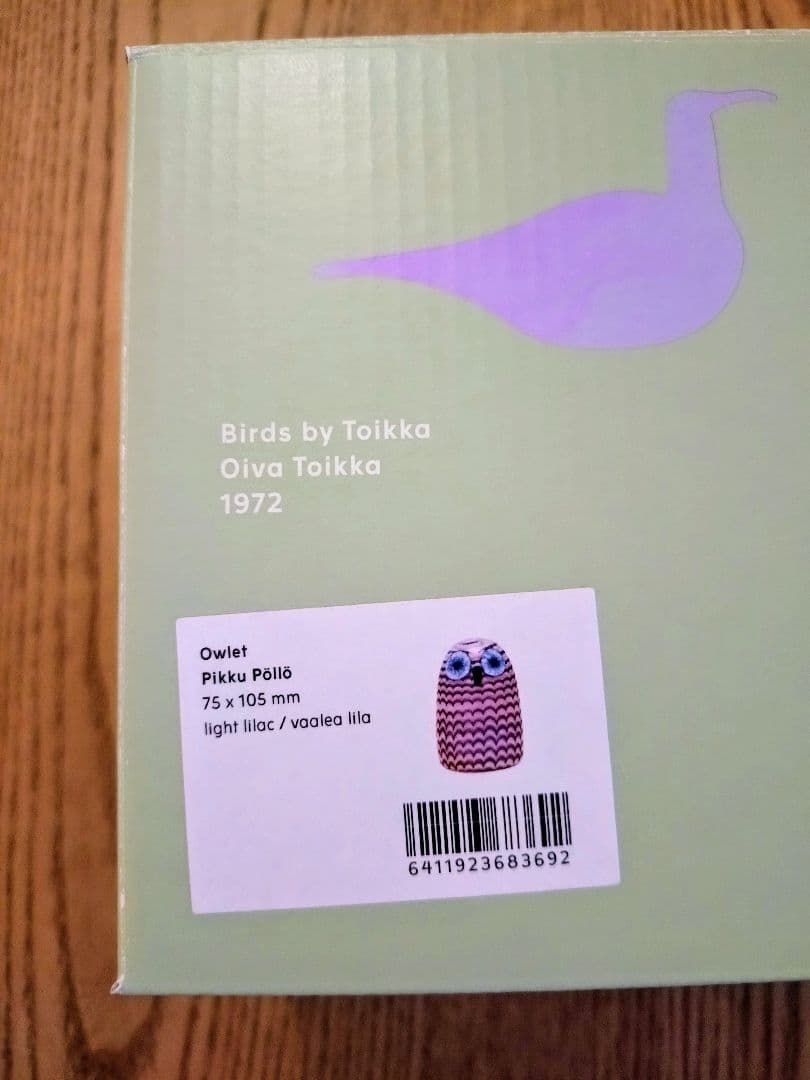 Birds by Toikka
Oiva Toikka
1972
Owlet
Pikku Pöllö
75 x 105 mm
light lilac / vaalea lila
6411923683692